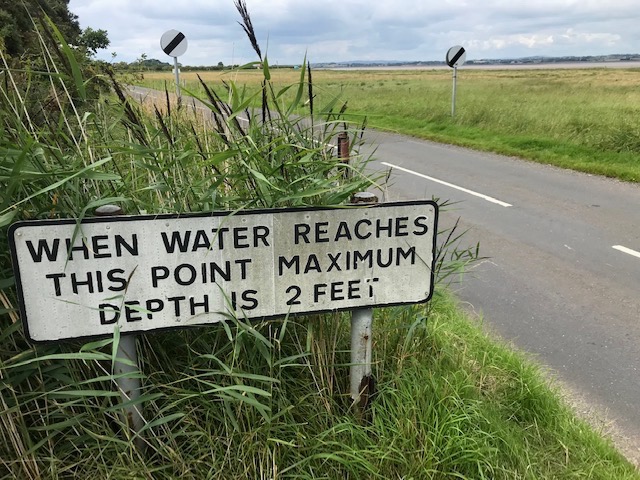 WHEN WATER REACHES
THIS POINT MAXIMUM
DEPTH IS 2 FEET